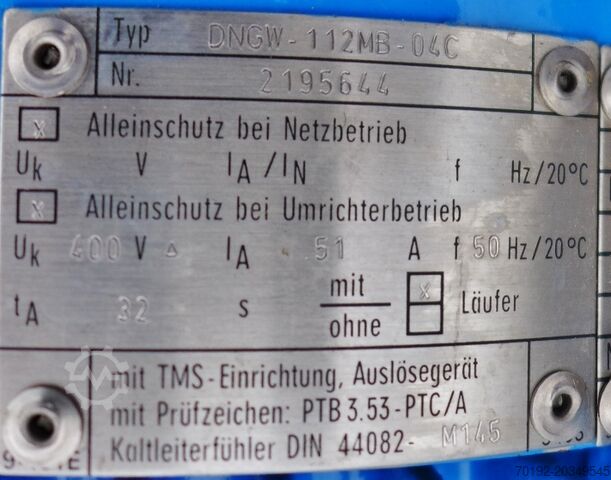 Typ DNGW-112MB-04C
Nr. 2195644
x Alleinschutz bei Netzbetrieb
Uk V IA/IN f Hz/20°C
x Alleinschutz bei Umrichterbetrieb
Uk 400 V △ IA 51 A f 50 Hz/20°C
tA 32 s mit x Läufer
ohne
mit TMS-Einrichtung, Auslösegerät
mit Prüfzeichen: PTB 3.53-PTC/A
Kaltleiterfühler DIN 44082- M145
70192-20349545